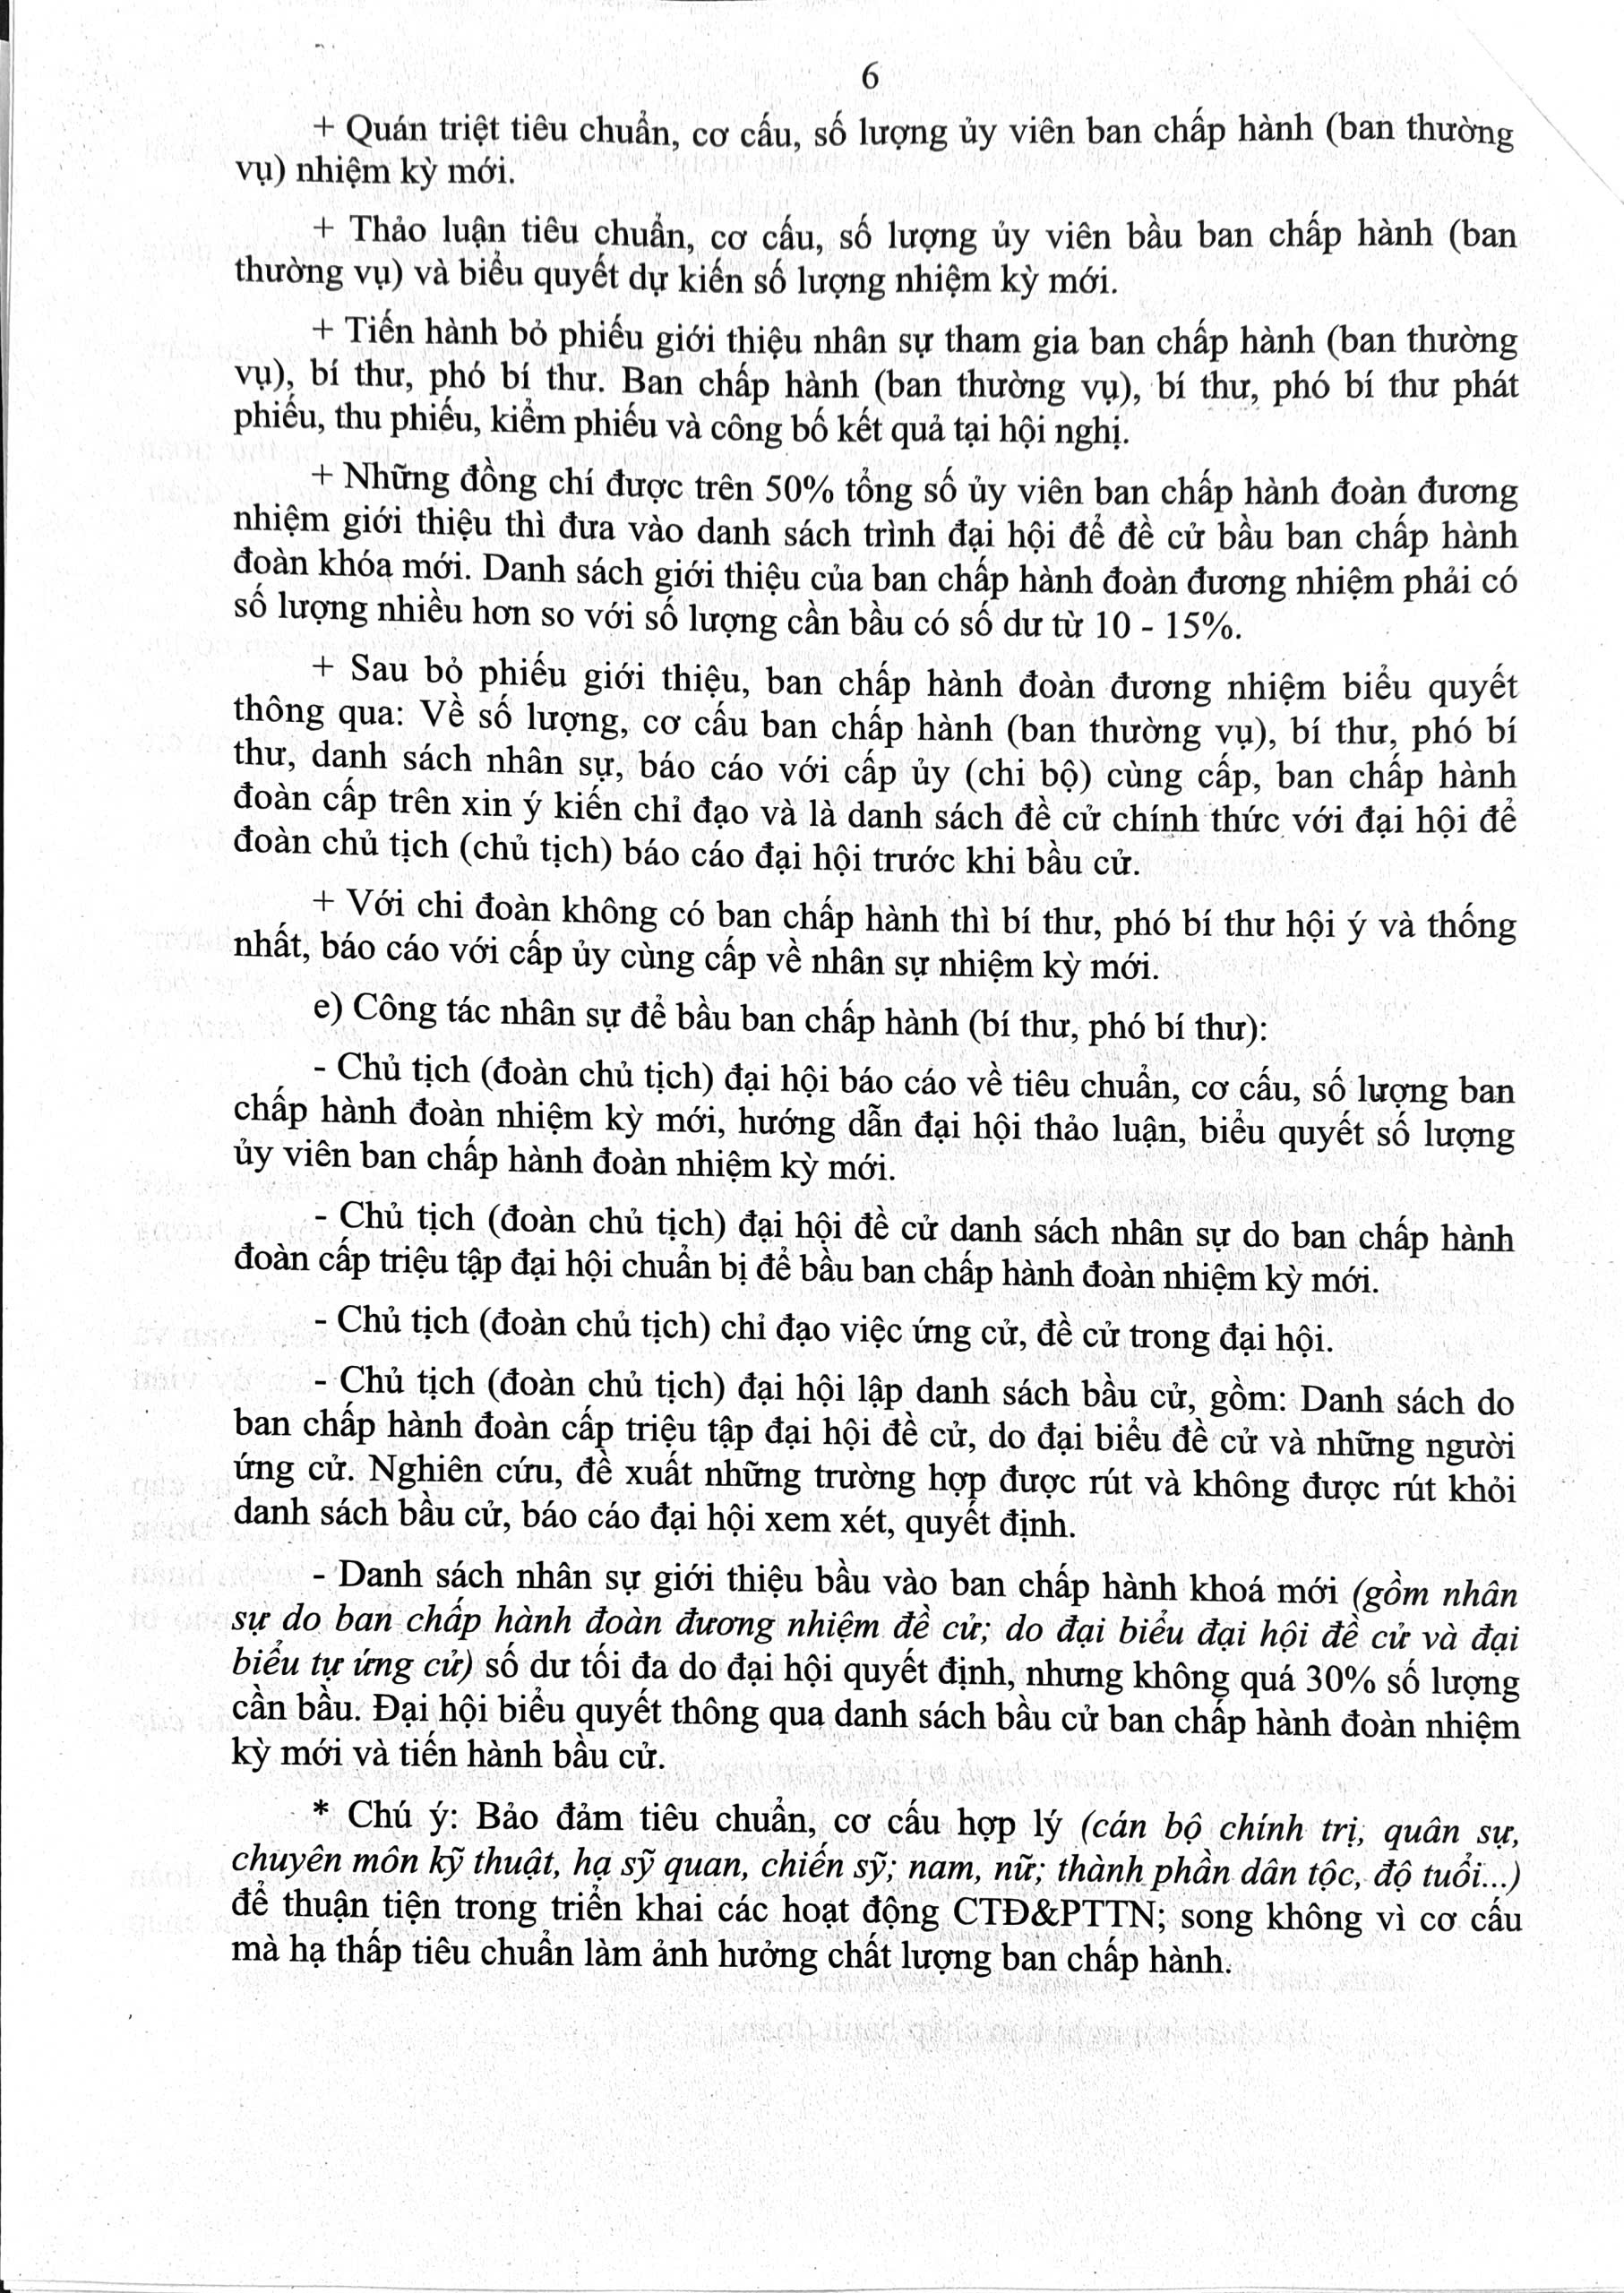 6
+ Quán triệt tiêu chuẩn, cơ cấu, số lượng ủy viên ban chấp hành (ban thường
vụ) nhiệm kỳ mới.
+ Thảo luận tiêu chuẩn, cơ cấu, số lượng ủy viên bầu ban chấp hành (ban
thường vụ) và biểu quyết dự kiến số lượng nhiệm kỳ mới.
+ Tiến hành bỏ phiếu giới thiệu nhân sự tham gia ban chấp hành (ban thường
vụ), bí thư, phó bí thư. Ban chấp hành (ban thường vụ), bí thư, phó bí thư phát
phiếu, thu phiếu, kiểm phiếu và công bố kết quả tại hội nghị.
+ Những đồng chí được trên 50% tổng số ủy viên ban chấp hành đoàn đương
nhiệm giới thiệu thì đưa vào danh sách trình đại hội để đề cử bầu ban chấp hành
đoàn khóa mới. Danh sách giới thiệu của ban chấp hành đoàn đương nhiệm phải có
số lượng nhiều hơn so với số lượng cần bầu có số dư từ 10 - 15%.
+ Sau bỏ phiếu giới thiệu, ban chấp hành đoàn đương nhiệm biểu quyết
thông qua: Về số lượng, cơ cấu ban chấp hành (ban thường vụ), bí thư, phó bí
thư, danh sách nhân sự, báo cáo với cấp ủy (chi bộ) cùng cấp, ban chấp hành
đoàn cấp trên xin ý kiến chỉ đạo và là danh sách đề cử chính thức với đại hội để
đoàn chủ tịch (chủ tịch) báo cáo đại hội trước khi bầu cử.
+ Với chi đoàn không có ban chấp hành thì bí thư, phó bí thư hội ý và thống
nhất, báo cáo với cấp ủy cùng cấp về nhân sự nhiệm kỳ mới.
e) Công tác nhân sự để bầu ban chấp hành (bí thư, phó bí thư):
- Chủ tịch (đoàn chủ tịch) đại hội báo cáo về tiêu chuẩn, cơ cấu, số lượng ban
chấp hành đoàn nhiệm kỳ mới, hướng dẫn đại hội thảo luận, biểu quyết số lượng
ủy viên ban chấp hành đoàn nhiệm kỳ mới.
- Chủ tịch (đoàn chủ tịch) đại hội đề cử danh sách nhân sự do ban chấp hành
đoàn cấp triệu tập đại hội chuẩn bị để bầu ban chấp hành đoàn nhiệm kỳ mới.
- Chủ tịch (đoàn chủ tịch) chỉ đạo việc ứng cử, đề cử trong đại hội.
- Chủ tịch (đoàn chủ tịch) đại hội lập danh sách bầu cử, gồm: Danh sách do
ban chấp hành đoàn cấp triệu tập đại hội đề cử, do đại biểu đề cử và những người
ứng cử. Nghiên cứu, đề xuất những trường hợp được rút và không được rút khỏi
danh sách bầu cử, báo cáo đại hội xem xét, quyết định.
- Danh sách nhân sự giới thiệu bầu vào ban chấp hành khoá mới (gồm nhân
sự do ban chấp hành đoàn đương nhiệm đề cử; do đại biểu đại hội đề cử và đại
biểu tự ứng cử) số dư tối đa do đại hội quyết định, nhưng không quá 30% số lượng
cần bầu. Đại hội biểu quyết thông qua danh sách bầu cử ban chấp hành đoàn nhiệm
kỳ mới và tiến hành bầu cử.
* Chú ý: Bảo đảm tiêu chuẩn, cơ cấu hợp lý (cán bộ chính trị, quân sự,
chuyên môn kỹ thuật, hạ sỹ quan, chiến sỹ; nam, nữ; thành phần dân tộc, độ tuổi...)
để thuận tiện trong triển khai các hoạt động CTĐ&PTTN; song không vì cơ cấu
mà hạ thấp tiêu chuẩn làm ảnh hưởng chất lượng ban chấp hành.